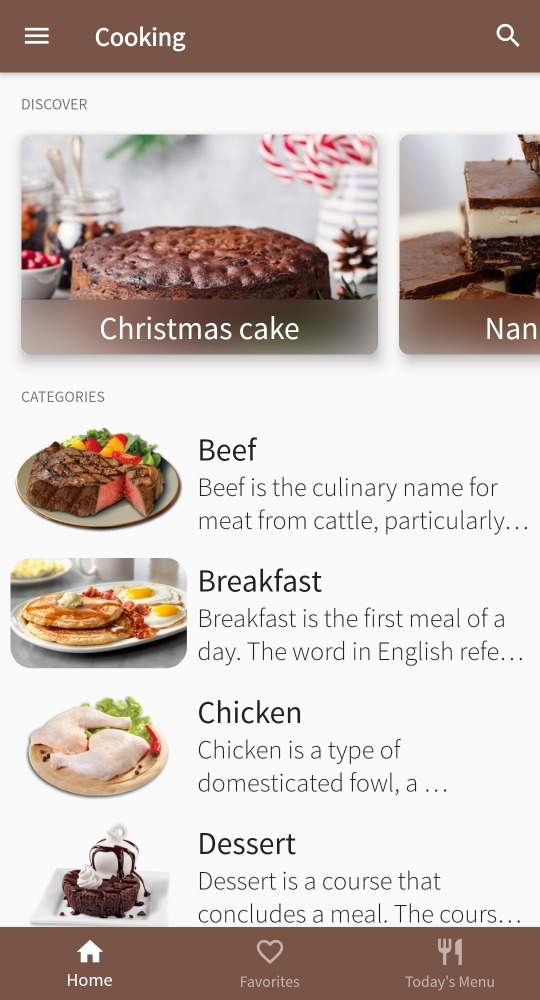 Cooking
DISCOVER
Christmas cake
Nan
CATEGORIES
Beef
Beef is the culinary name for
meat from cattle, particularly…
Breakfast
Breakfast is the first meal of a
day. The word in English refe…
Chicken
Chicken is a type of
domesticated fowl, a …
Dessert
Dessert is a course that
concludes a meal. The cours…
Home
Favorites
Today's Menu